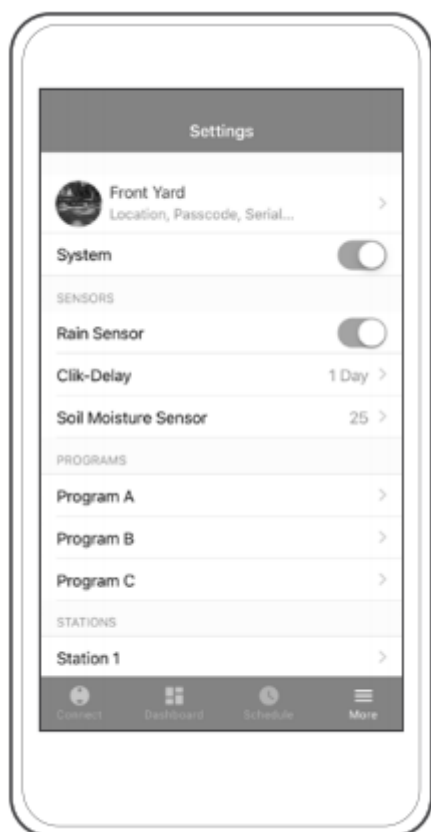 Settings
Front Yard
Location, Passcode, Serial...
System
SENSORS
Rain Sensor
Clik-Delay 1 Day
Soil Moisture Sensor 25
PROGRAMS
Program A
Program B
Program C
STATIONS
Station 1
Connect Dashboard Schedule More